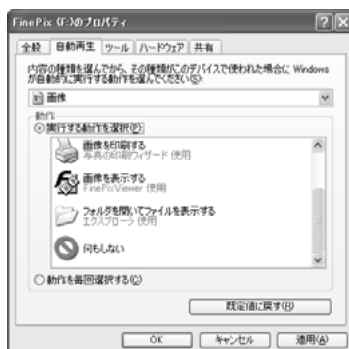 FinePix (F:)のプロパティ
全般
自動再生
ツール
ハードウェア
共有
内容の種類を選んでから、その種類がこのデバイスで使われた場合に Windows
が自動的に実行する動作を選んでください(S):
画像
動作
実行する動作を選択(P)
画像を印刷する
写真の印刷ウィザード 使用
画像を表示する
FinePixViewer 使用
フォルダを開いてファイルを表示する
エクスプローラ 使用
何もしない
動作を毎回選択する(C)
既定値に戻す(R)
OK
キャンセル
適用(A)